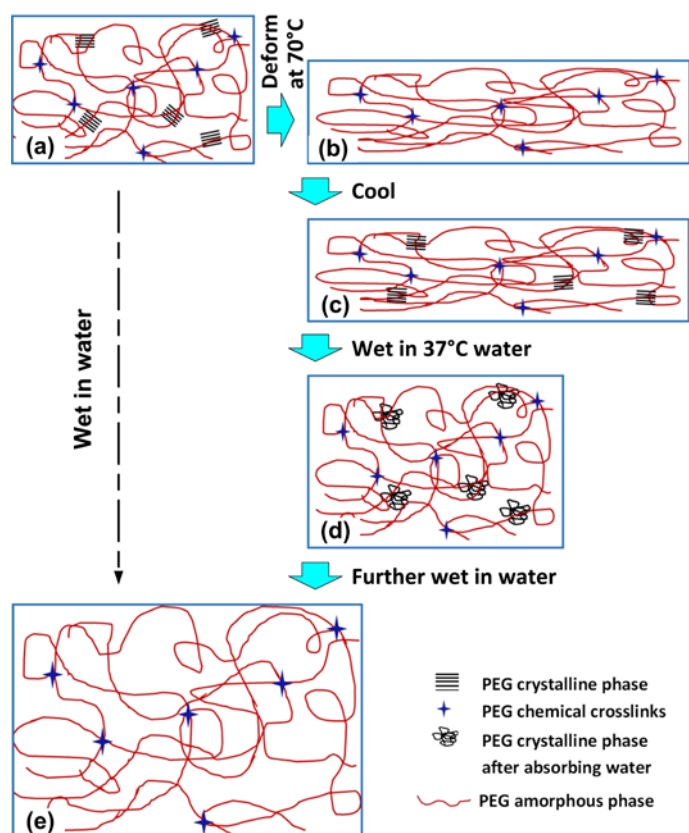 Deform
at 70°C
(a)
(b)
Cool
(c)
Wet in water
Wet in 37°C water
(d)
Further wet in water
(e)
PEG crystalline phase
PEG chemical crosslinks
PEG crystalline phase
after absorbing water
PEG amorphous phase